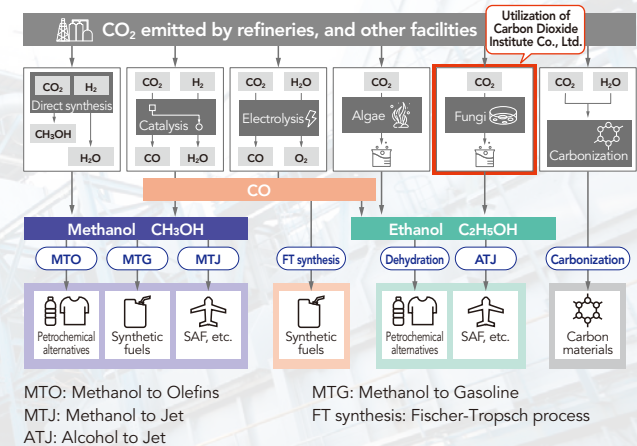 CO₂ emitted by refineries, and other facilities
Utilization of
Carbon Dioxide
Institute Co., Ltd.
CO₂ H₂
Direct synthesis
CH₃OH
H₂O
CO₂ H₂
Catalysis
CO H₂O
CO₂ H₂O
Electrolysis
CO O₂
CO₂
Algae
CO₂
Fungi
CO₂ H₂O
Carbonization
CO
Methanol CH₃OH
Ethanol C₂H₅OH
MTO
MTG
MTJ
FT synthesis
Dehydration
ATJ
Carbonization
Petrochemical
alternatives
Synthetic
fuels
SAF, etc.
Synthetic
fuels
Petrochemical
alternatives
SAF, etc.
Carbon
materials
MTO: Methanol to Olefins
MTG: Methanol to Gasoline
MTJ: Methanol to Jet
FT synthesis: Fischer-Tropsch process
ATJ: Alcohol to Jet